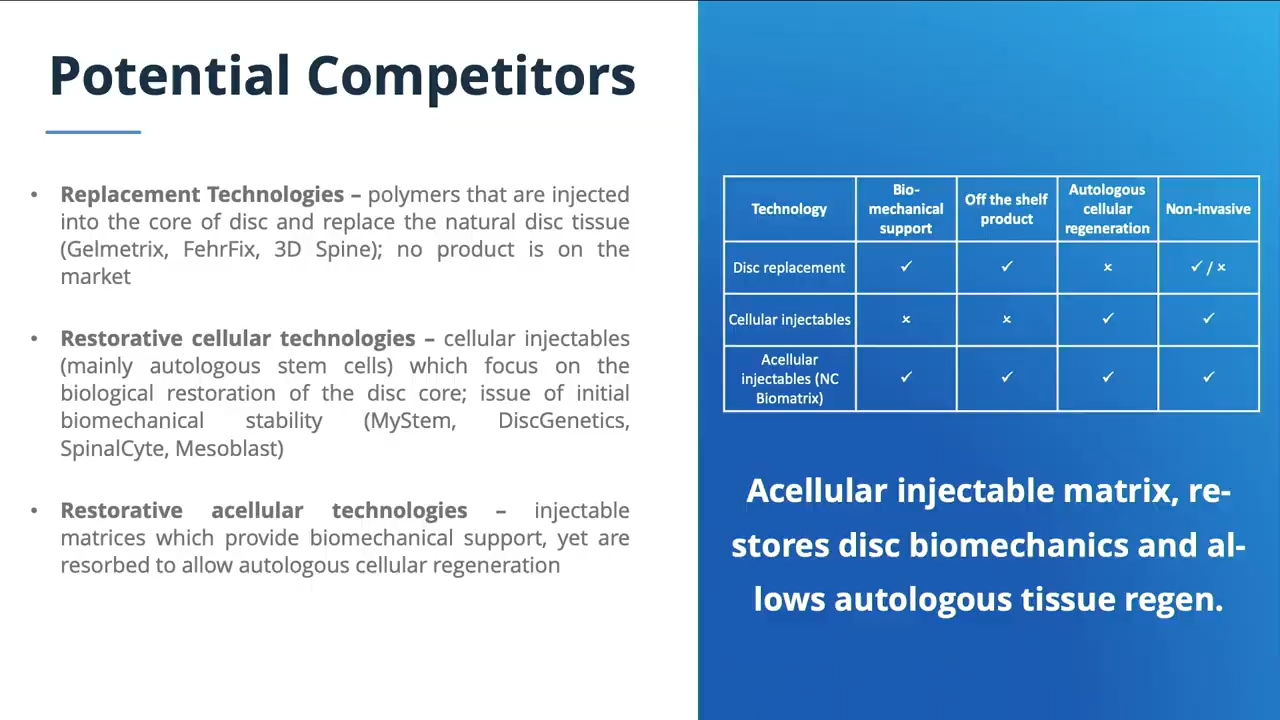 Potential Competitors
• Replacement Technologies – polymers that are injected
into the core of disc and replace the natural disc tissue
(Gelmetrix, FehrFix, 3D Spine); no product is on the
market
• Restorative cellular technologies – cellular injectables
(mainly autologous stem cells) which focus on the
biological restoration of the disc core; issue of initial
biomechanical stability (MyStem, DiscGenetics,
SpinalCyte, Mesoblast)
• Restorative acellular technologies – injectable
matrices which provide biomechanical support, yet are
resorbed to allow autologous cellular regeneration
Technology
Bio-
mechanical
support
Off the shelf
product
Autologous
cellular
regeneration
Non-invasive
Disc replacement ✓ ✓ × ✓ / ×
Cellular injectables × × ✓ ✓
Acellular
injectables (NC
Biomatrix)
✓ ✓ ✓ ✓
Acellular injectable matrix, re-
stores disc biomechanics and al-
lows autologous tissue regen.